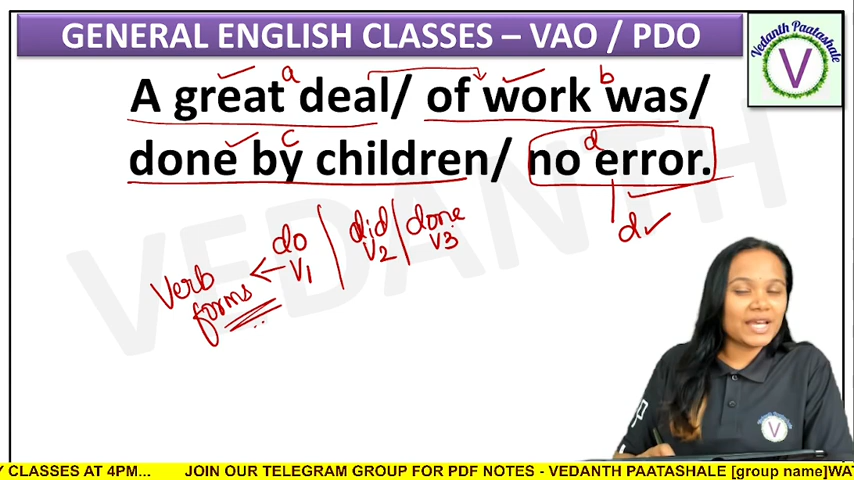 GENERAL ENGLISH CLASSES – VAO / PDO
Vedanth Paatashale
V
a
b
A great deal/ of work was/
c
d
done by children/ no error.
d
Verb forms
do
V1
did
V2
done
V3
VEDANTH
V
Y CLASSES AT 4PM... JOIN OUR TELEGRAM GROUP FOR PDF NOTES - VEDANTH PAATASHALE [group name]WAT